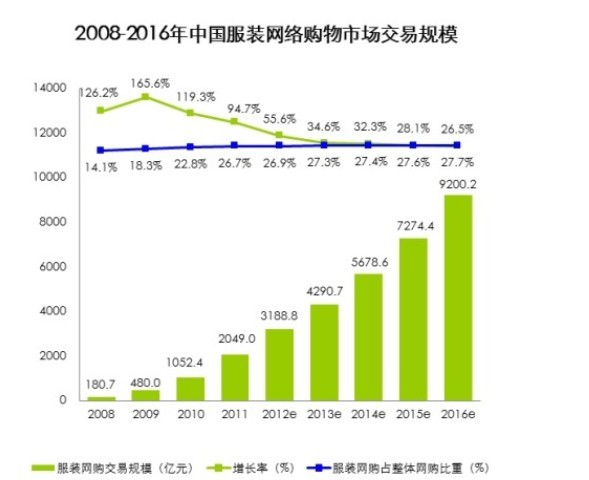 2008-2016年中国服装网络购物市场交易规模
14000
12000
10000
8000
6000
4000
2000
0
126.2% 165.6% 119.3% 94.7% 55.6% 34.6% 32.3% 28.1% 26.5%
14.1% 18.3% 22.8% 26.7% 26.9% 27.3% 27.4% 27.6% 27.7%
180.7 480.0 1052.4 2049.0 3188.8 4290.7 5678.6 7274.4 9200.2
2008 2009 2010 2011 2012e 2013e 2014e 2015e 2016e
服装网购交易规模（亿元） 增长率（%） 服装网购占整体网购比重（%）